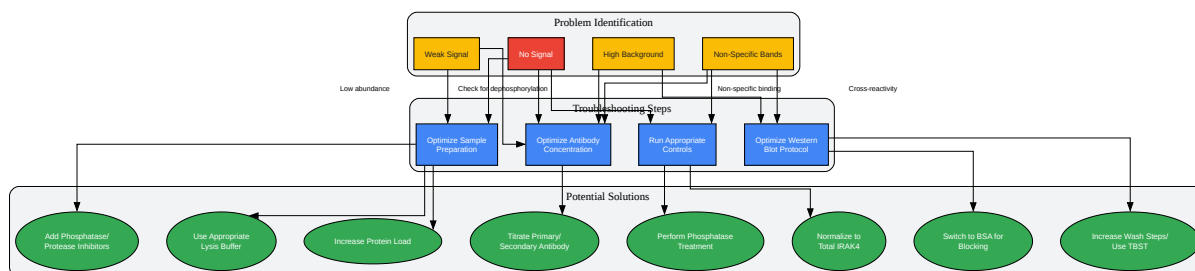 Problem Identification
Weak Signal
No Signal
High Background
Non-Specific Bands
Low abundance
Check for dephosphorylation
Non-specific binding
Cross-reactivity
Troubleshooting Steps
Optimize Sample
Preparation
Optimize Antibody
Concentration
Run Appropriate
Controls
Optimize Western
Blot Protocol
Potential Solutions
Add Phosphatase/
Protease Inhibitors
Use Appropriate
Lysis Buffer
Increase Protein Load
Titrate Primary/
Secondary Antibody
Perform Phosphatase
Treatment
Normalize to
Total IRAK4
Switch to BSA for
Blocking
Increase Wash Steps/
Use TBST